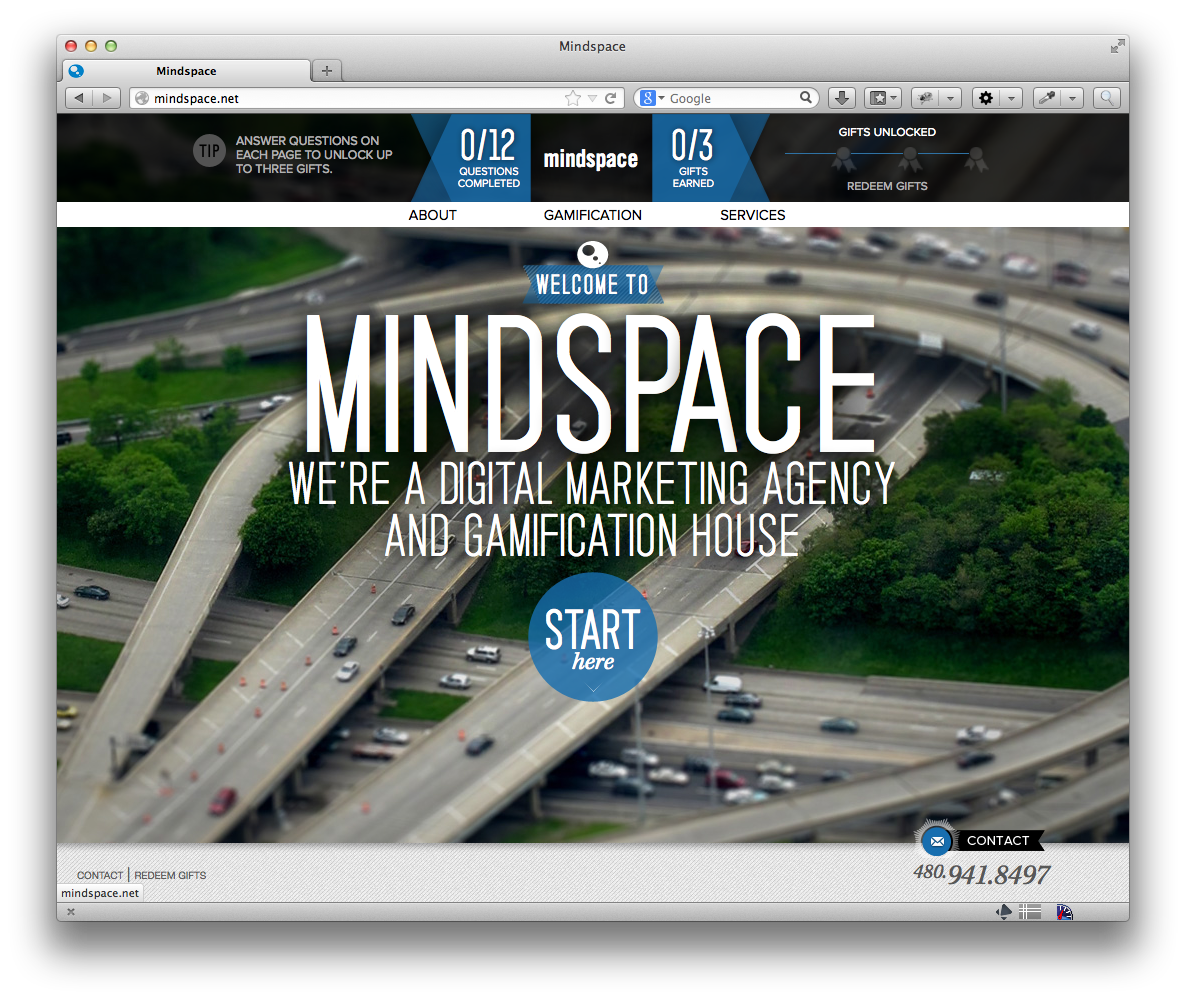 Mindspace
Mindspace
mindspace.net
Google
TIP
ANSWER QUESTIONS ON
EACH PAGE TO UNLOCK UP
TO THREE GIFTS.
0/12
QUESTIONS
COMPLETED
mindspace
0/3
GIFTS
EARNED
GIFTS UNLOCKED
REDEEM GIFTS
ABOUT
GAMIFICATION
SERVICES
WELCOME TO
MINDSPACE
WE'RE A DIGITAL MARKETING AGENCY
AND GAMIFICATION HOUSE
START
here
CONTACT
480.941.8497
CONTACT | REDEEM GIFTS
mindspace.net